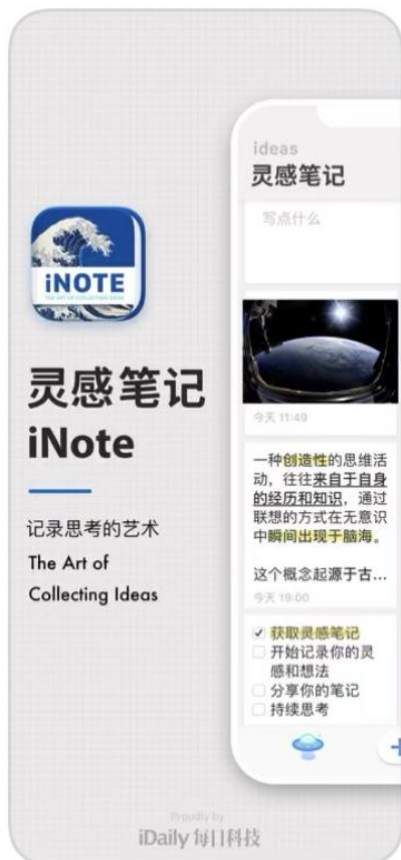 iNOTE
THE ART OF COLLECTING IDEAS
灵感笔记
iNote
记录思考的艺术
The Art of
Collecting Ideas
ideas
灵感笔记
写点什么
今天 11:49
一种创造性的思维活
动，往往来自于自身
的经历和知识，通过
联想的方式在无意识
中瞬间出现于脑海。
这个概念起源于古...
今天 19:00
获取灵感笔记
开始记录你的灵
感和想法
分享你的笔记
持续思考
Proudly by
iDaily 每日科技